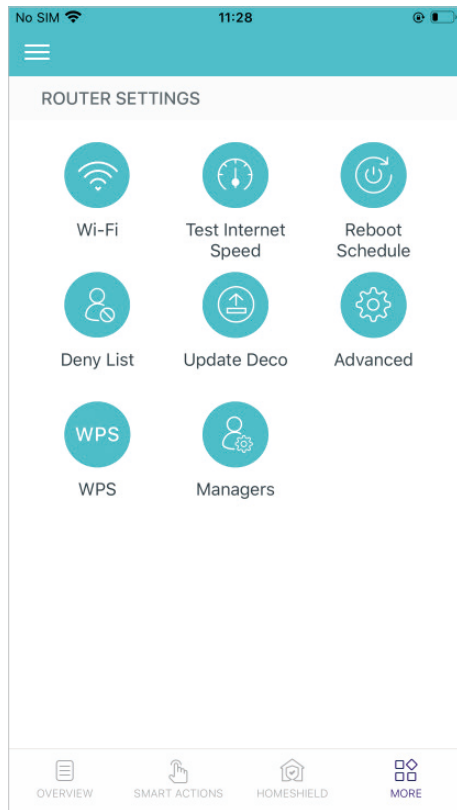 No SIM 11:28
ROUTER SETTINGS
Wi-Fi
Test Internet
Speed
Reboot
Schedule
Deny List
Update Deco
Advanced
WPS
WPS
Managers
OVERVIEW
SMART ACTIONS
HOMESHIELD
MORE